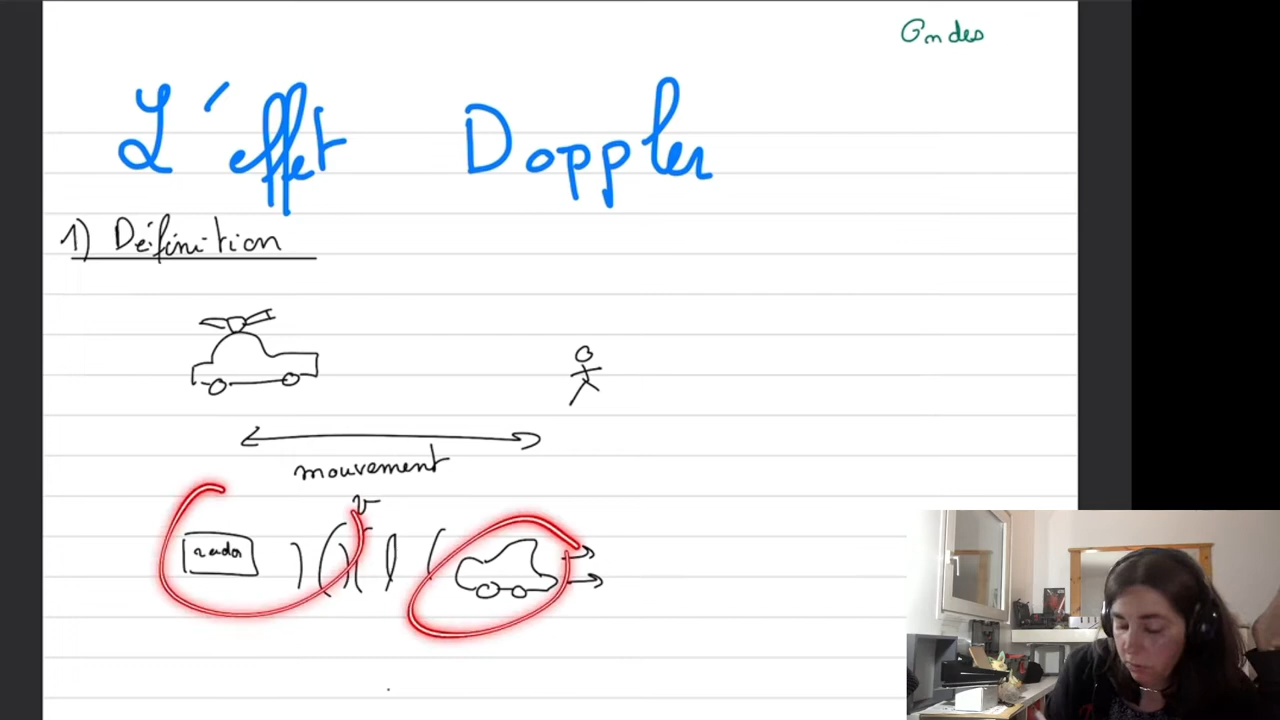 Ondes
L'effet Doppler
1) Définition
mouvement
v
radar